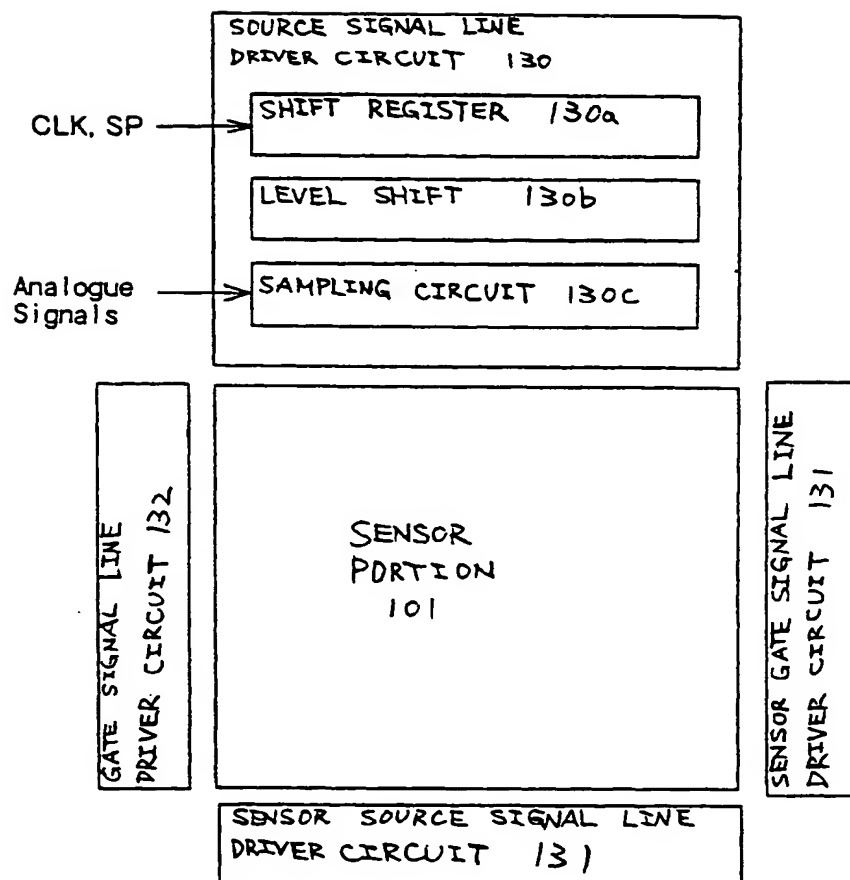 SOURCE SIGNAL LINE
DRIVER CIRCUIT 130
CLK, SP
SHIFT REGISTER 130a
LEVEL SHIFT 130b
Analogue
Signals
SAMPLING CIRCUIT 130C
GATE SIGNAL LINE
DRIVER CIRCUIT 132
SENSOR
PORTION
101
SENSOR GATE SIGNAL LINE
DRIVER CIRCUIT 131
SENSOR SOURCE SIGNAL LINE
DRIVER CIRCUIT 131